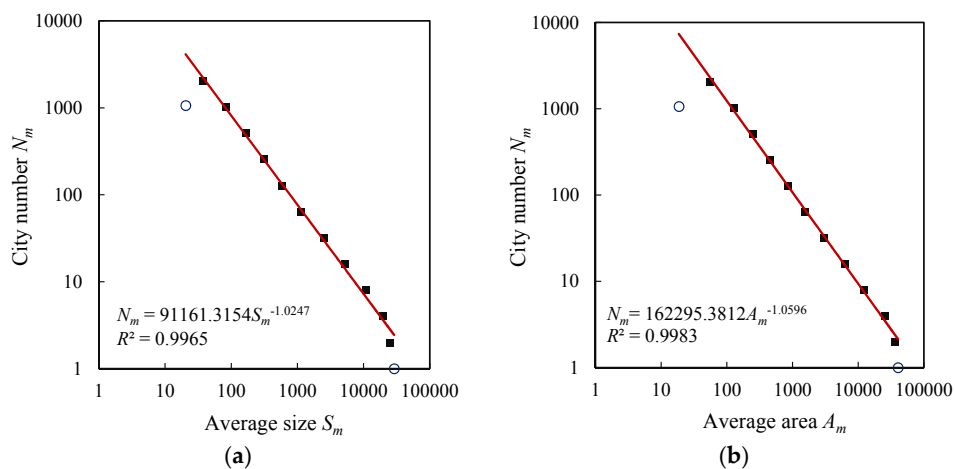 10000
1000
100
10
1
City number Nm
Nm = 91161.3154Sm-1.0247
R² = 0.9965
1 10 100 1000 10000 100000
Average size Sm
(a)
10000
1000
100
10
1
City number Nm
Nm= 162295.3812Am-1.0596
R² = 0.9983
1 10 100 1000 10000 100000
Average area Am
(b)